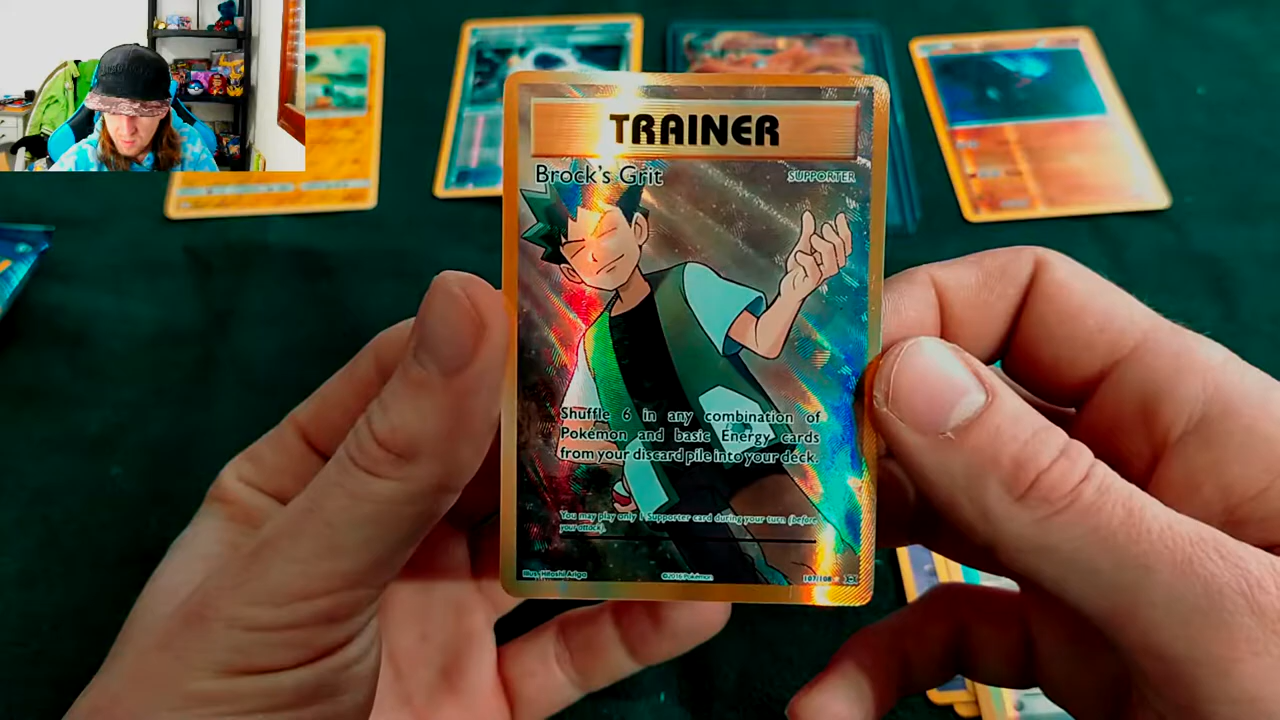 TRAINER
Brock's Grit
SUPPORTER
Shuffle 6 in any combination of
Pokémon and basic Energy cards
from your discard pile into your deck.
You may play only 1 Supporter card during your turn (before
your attack).
Illus. Hitoshi Ariga
©2016 Pokémon
107/108